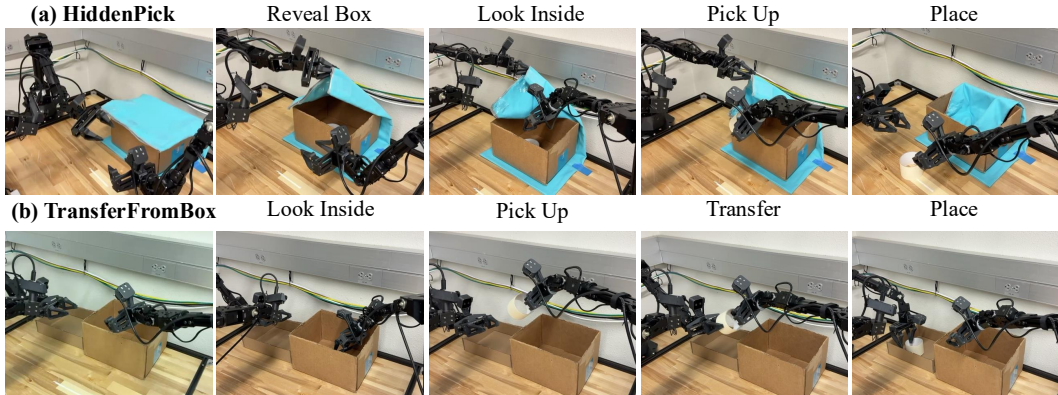 (a) HiddenPick Reveal Box Look Inside Pick Up Place
(b) TransferFromBox Look Inside Pick Up Transfer Place